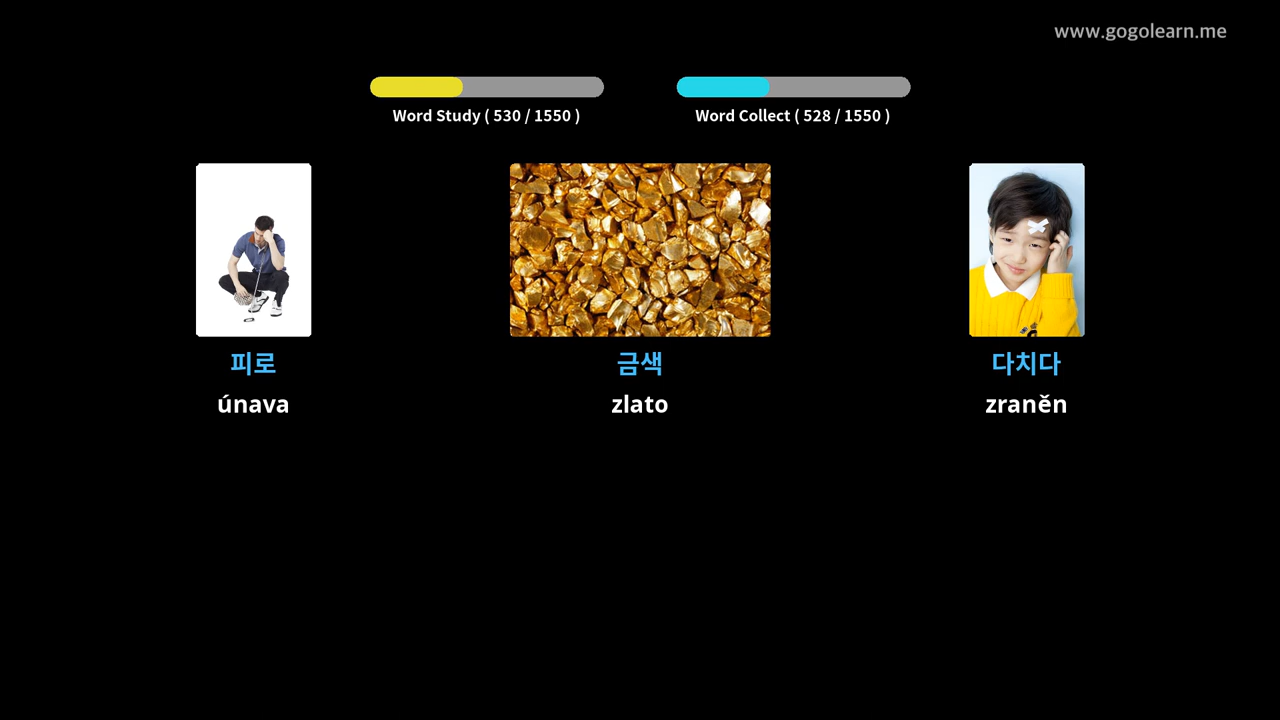 www.gogolearn.me
Word Study ( 530 / 1550 )
Word Collect ( 528 / 1550 )
피로
금색
다치다
únava
zlato
zraněn